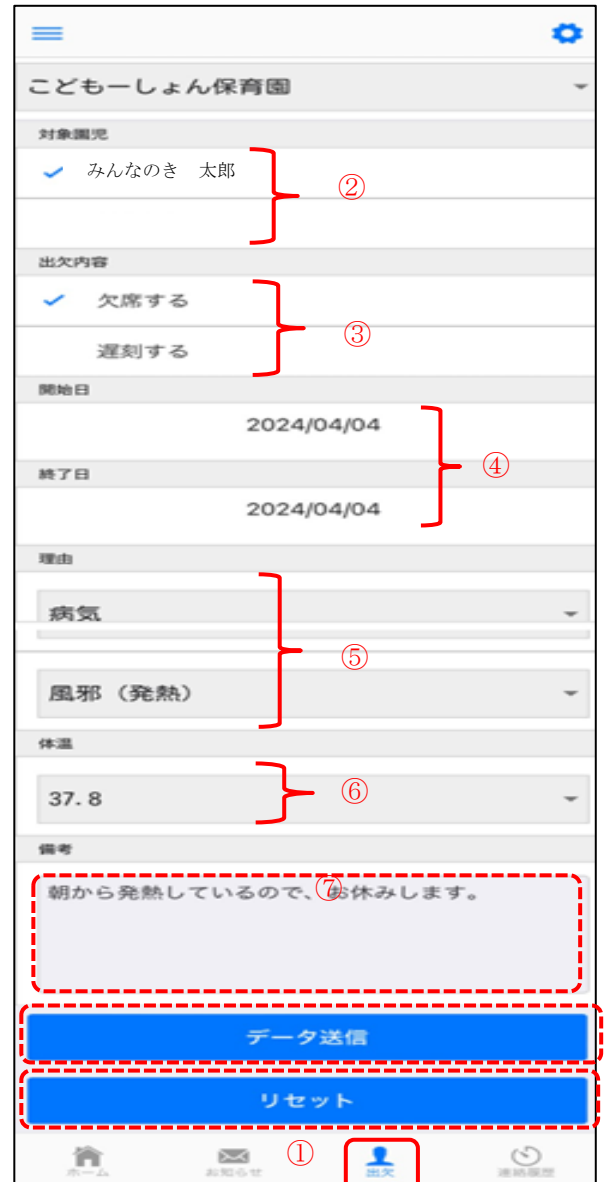 こどもーしょん保育園
対象園児
みんなのき 太郎
②
出欠内容
欠席する
③
遅刻する
開始日
2024/04/04
④
終了日
2024/04/04
理由
病気
⑤
風邪（発熱）
体温
⑥
37.8
備考
⑦
朝から発熱しているので、お休みします。
データ送信
リセット
①
ホーム
お知らせ
出欠
連絡履歴